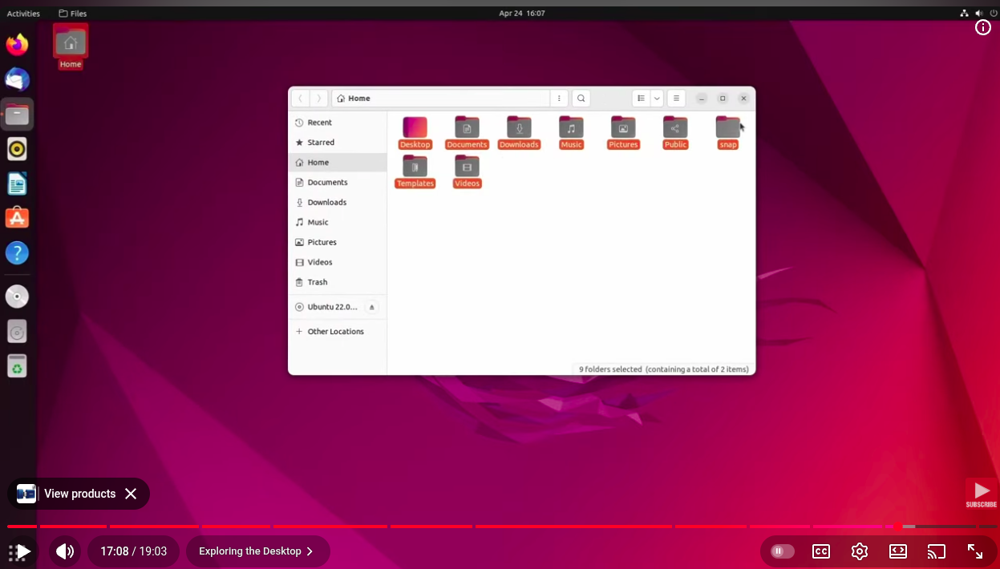 Activities Files Apr 24 16:07
Home
Home
Recent
Starred
Home
Documents
Downloads
Music
Pictures
Videos
Trash
Ubuntu 22.0...
Other Locations
Desktop Documents Downloads Music Pictures Public snap
Templates Videos
9 folders selected (containing a total of 2 items)
View products
SUBSCRIBE
17:08 / 19:03 Exploring the Desktop
CC